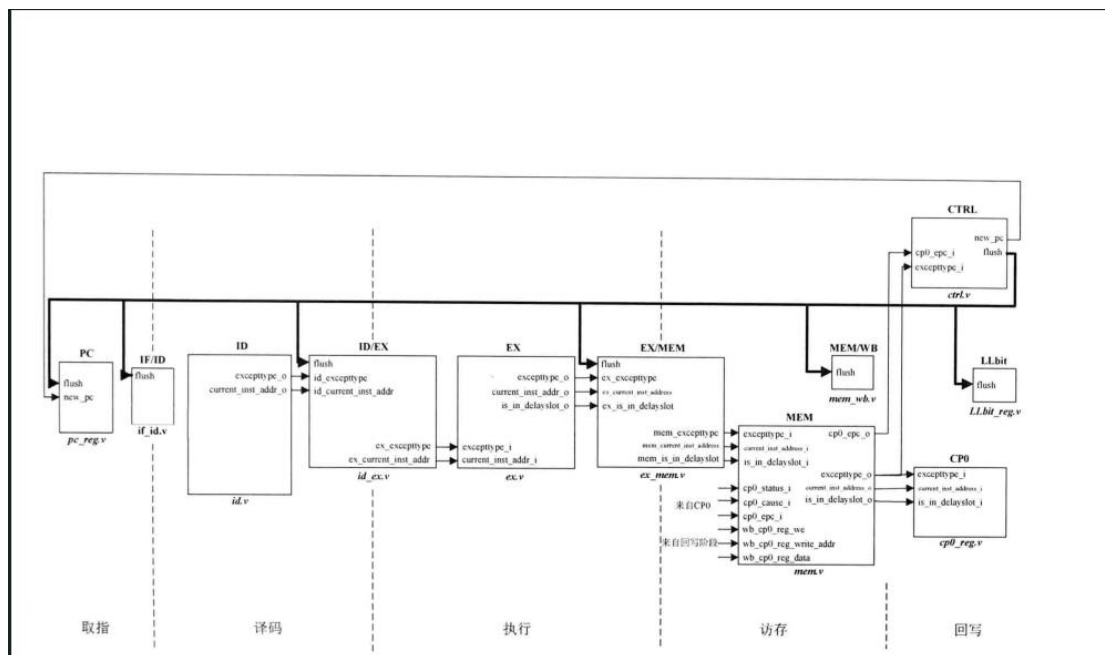 CTRL
new_pc
cp0_epc_i
flush
excepttype_i
ctrl.v
PC
flush
new_pc
pc_reg.v
IF/ID
flush
if_id.v
ID
excepttype_o
current_inst_addr_o
id.v
ID/EX
flush
id_excepttype
id_current_inst_addr
ex_excepttype
ex_current_inst_addr
id_ex.v
EX
excepttype_o
current_inst_addr_o
is_in_delayslot_o
excepttype_i
current_inst_addr_i
ex.v
EX/MEM
flush
ex_excepttype
ex_current_inst_address
ex_is_in_delayslot
mem_excepttype
mem_current_inst_address
mem_is_in_delayslot
ex_mem.v
MEM/WB
flush
mem_wb.v
LLbit
flush
LLbit_reg.v
MEM
excepttype_i
cp0_epc_o
current_inst_address_i
is_in_delayslot_i
excepttype_o
current_inst_address_o
is_in_delayslot_o
来自CP0
cp0_status_i
cp0_cause_i
cp0_epc_i
来自回写阶段
wb_cp0_reg_we
wb_cp0_reg_write_addr
wb_cp0_reg_data
mem.v
CP0
excepttype_i
current_inst_address_i
is_in_delayslot_i
cp0_reg.v
取指
译码
执行
访存
回写